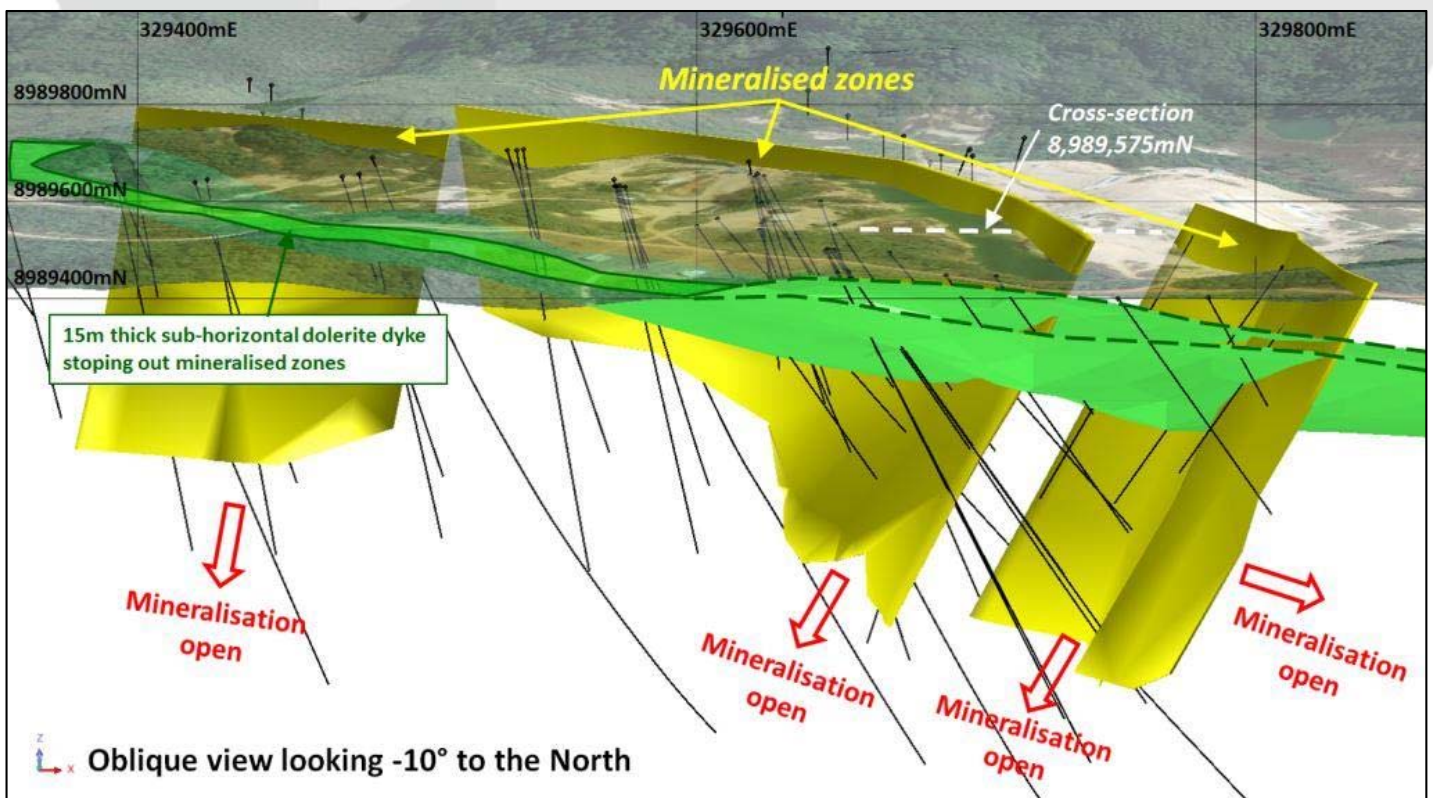 329400mE
329600mE
329800mE
Mineralised zones
8989800mN
Cross-section
8,989,575mN
8989600mN
8989400mN
15m thick sub-horizontal dolerite dyke
stoping out mineralised zones
Mineralisation
open
Mineralisation
open
Mineralisation
open
Mineralisation
open
Z
X
Oblique view looking -10° to the North